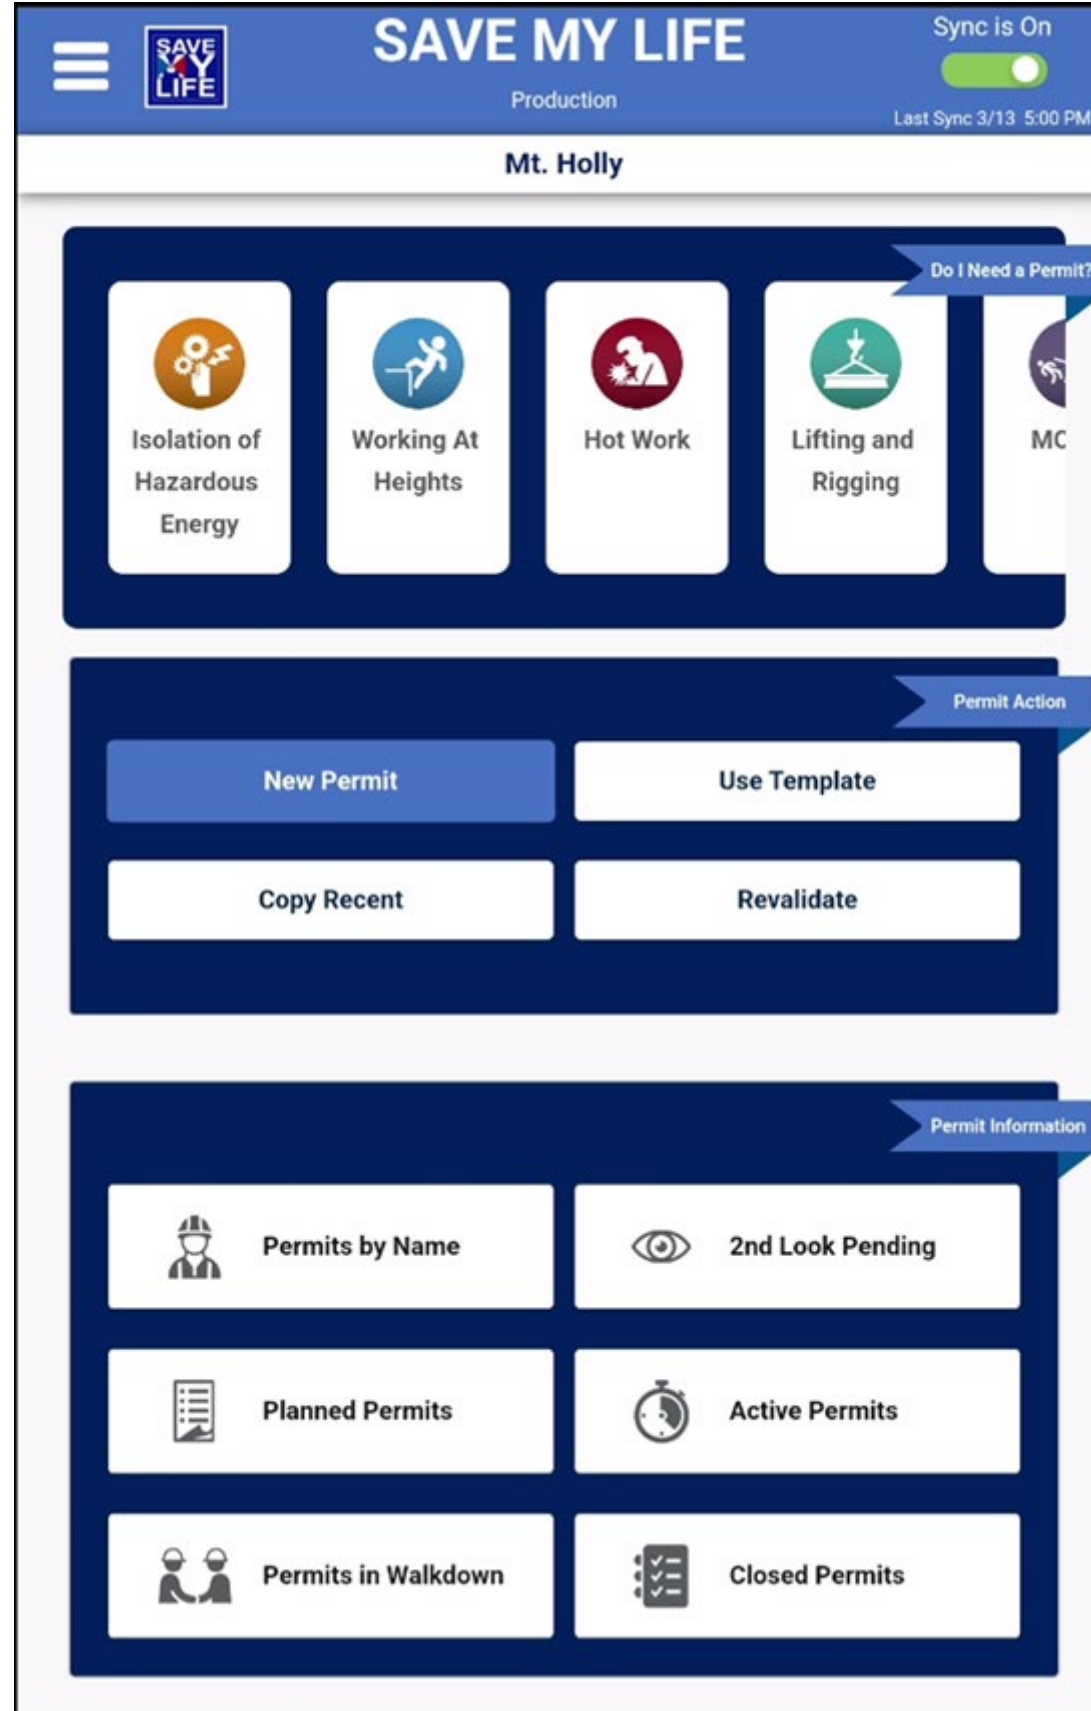 SAVE MY LIFE
SAVE
MY
LIFE
Production
Sync is On
Last Sync 3/13 5:00 PM
Mt. Holly
Do I Need a Permit?
Isolation of
Hazardous
Energy
Working At
Heights
Hot Work
Lifting and
Rigging
Permit Action
New Permit
Use Template
Copy Recent
Revalidate
Permit Information
Permits by Name
2nd Look Pending
Planned Permits
Active Permits
Permits in Walkdown
Closed Permits